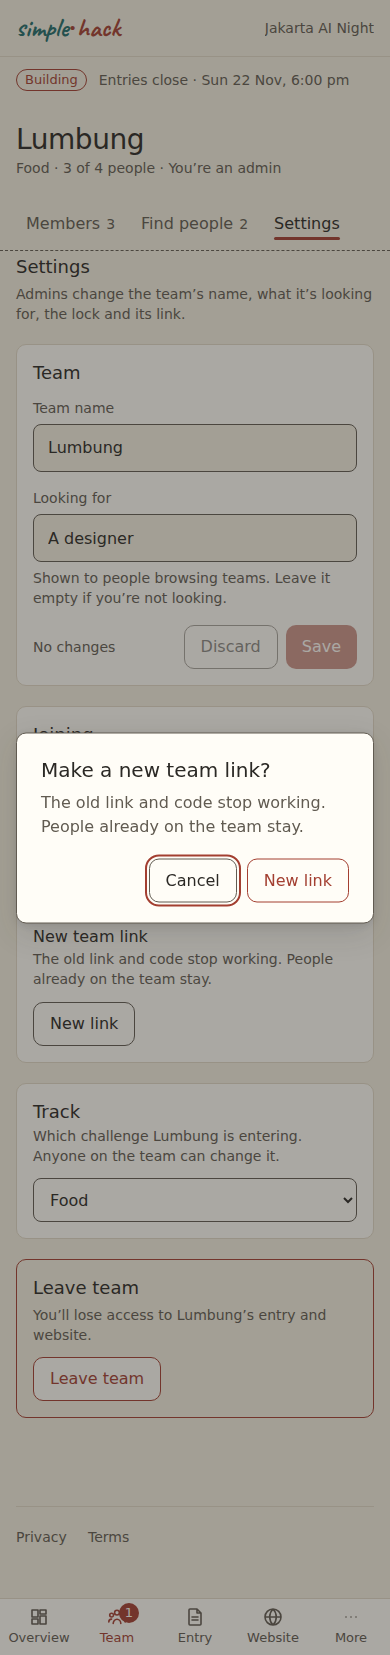 simple·hack
Jakarta AI Night
Building
Entries close · Sun 22 Nov, 6:00 pm
Lumbung
Food · 3 of 4 people · You’re an admin
Members 3
Find people 2
Settings
Settings
Admins change the team’s name, what it’s looking
for, the lock and its link.
Team
Team name
Lumbung
Looking for
A designer
Shown to people browsing teams. Leave it
empty if you’re not looking.
No changes
Discard
Save
Joining
Make a new team link?
The old link and code stop working.
People already on the team stay.
Cancel
New link
New team link
The old link and code stop working. People
already on the team stay.
New link
Track
Which challenge Lumbung is entering.
Anyone on the team can change it.
Food
Leave team
You’ll lose access to Lumbung’s entry and
website.
Leave team
Privacy
Terms
1
Overview
Team
Entry
Website
More